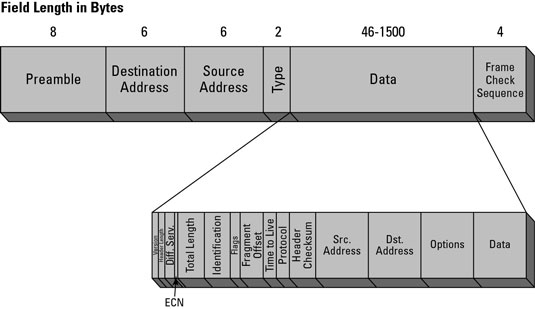 Field Length in Bytes
8 6 6 2 46-1500 4
Preamble
Destination
Address
Source
Address
Type
Data
Frame
Check
Sequence
Version
Header Length
Diff. Serv.
Total Length
Identification
Flags
Fragment
Offset
Time to Live
Protocol
Header
Checksum
Src.
Address
Dst.
Address
Options
Data
ECN